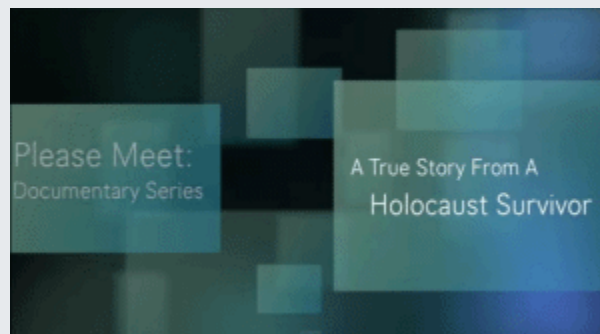 Please Meet:
Documentary Series
A True Story From A
Holocaust Survivor